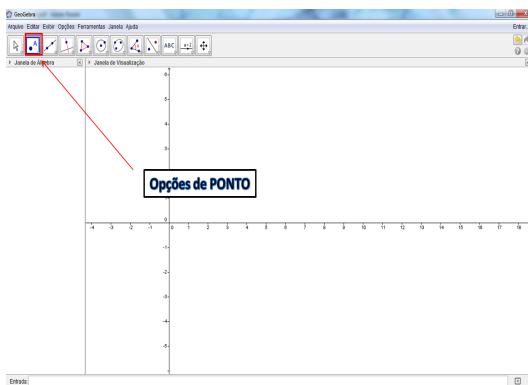 GeoGebra
Arquivo Editar Exibir Opções Ferramentas Janela Ajuda
Entrar...
A
ABC
a=2
Janela de Álgebra
Janela de Visualização
Opções de PONTO
6
5
4
3
1
0
-4 -3 -2 -1 0 1 2 3 4 5 6 7 8 9 10 11 12 13 14 15 16 17 18
-1
-2
-3
-4
-5
Entrada: